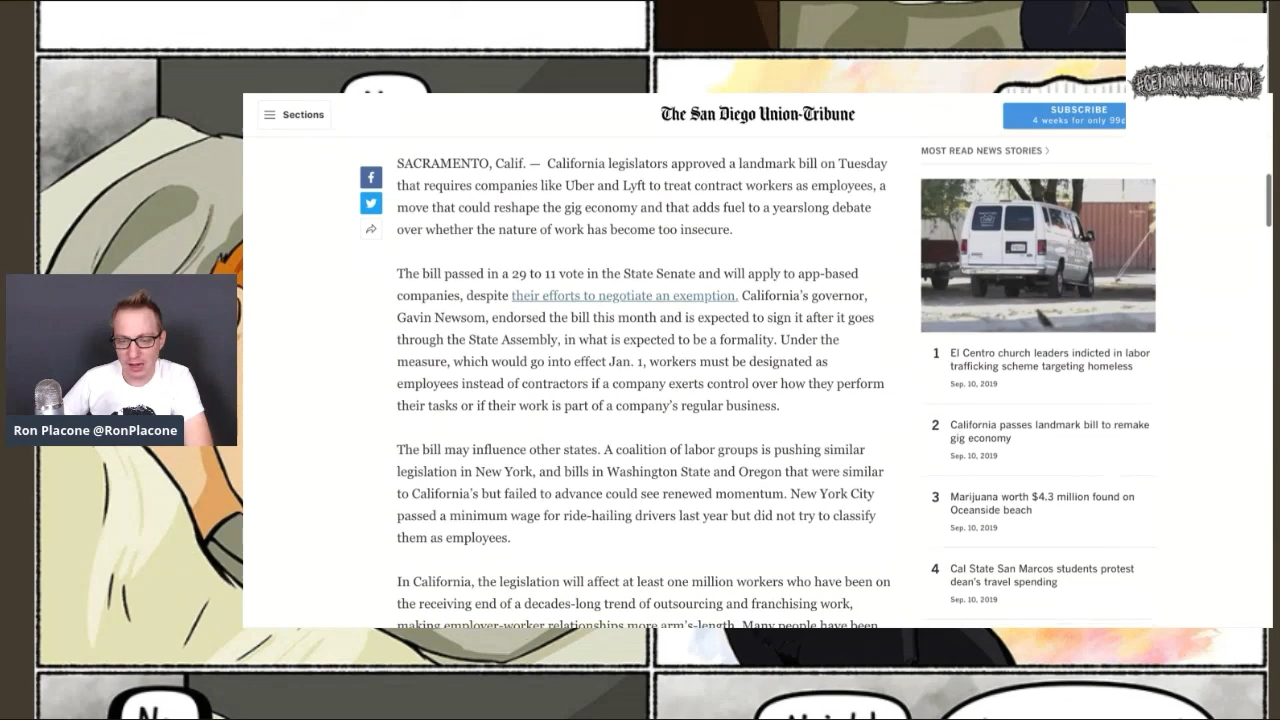 #GETYOURNEWSONWITHRON
Sections
The San Diego Union-Tribune
SUBSCRIBE
4 weeks for only 99¢
SACRAMENTO, Calif. — California legislators approved a landmark bill on Tuesday
that requires companies like Uber and Lyft to treat contract workers as employees, a
move that could reshape the gig economy and that adds fuel to a yearslong debate
over whether the nature of work has become too insecure.
The bill passed in a 29 to 11 vote in the State Senate and will apply to app-based
companies, despite their efforts to negotiate an exemption. California's governor,
Gavin Newsom, endorsed the bill this month and is expected to sign it after it goes
through the State Assembly, in what is expected to be a formality. Under the
measure, which would go into effect Jan. 1, workers must be designated as
employees instead of contractors if a company exerts control over how they perform
their tasks or if their work is part of a company's regular business.
The bill may influence other states. A coalition of labor groups is pushing similar
legislation in New York, and bills in Washington State and Oregon that were similar
to California's but failed to advance could see renewed momentum. New York City
passed a minimum wage for ride-hailing drivers last year but did not try to classify
them as employees.
In California, the legislation will affect at least one million workers who have been on
the receiving end of a decades-long trend of outsourcing and franchising work,
making employer-worker relationships more arm's-length. Many people have been
MOST READ NEWS STORIES
1 El Centro church leaders indicted in labor
trafficking scheme targeting homeless
Sep. 10, 2019
2 California passes landmark bill to remake
gig economy
Sep. 10, 2019
3 Marijuana worth $4.3 million found on
Oceanside beach
Sep. 10, 2019
4 Cal State San Marcos students protest
dean's travel spending
Sep. 10, 2019
Ron Placone @RonPlacone